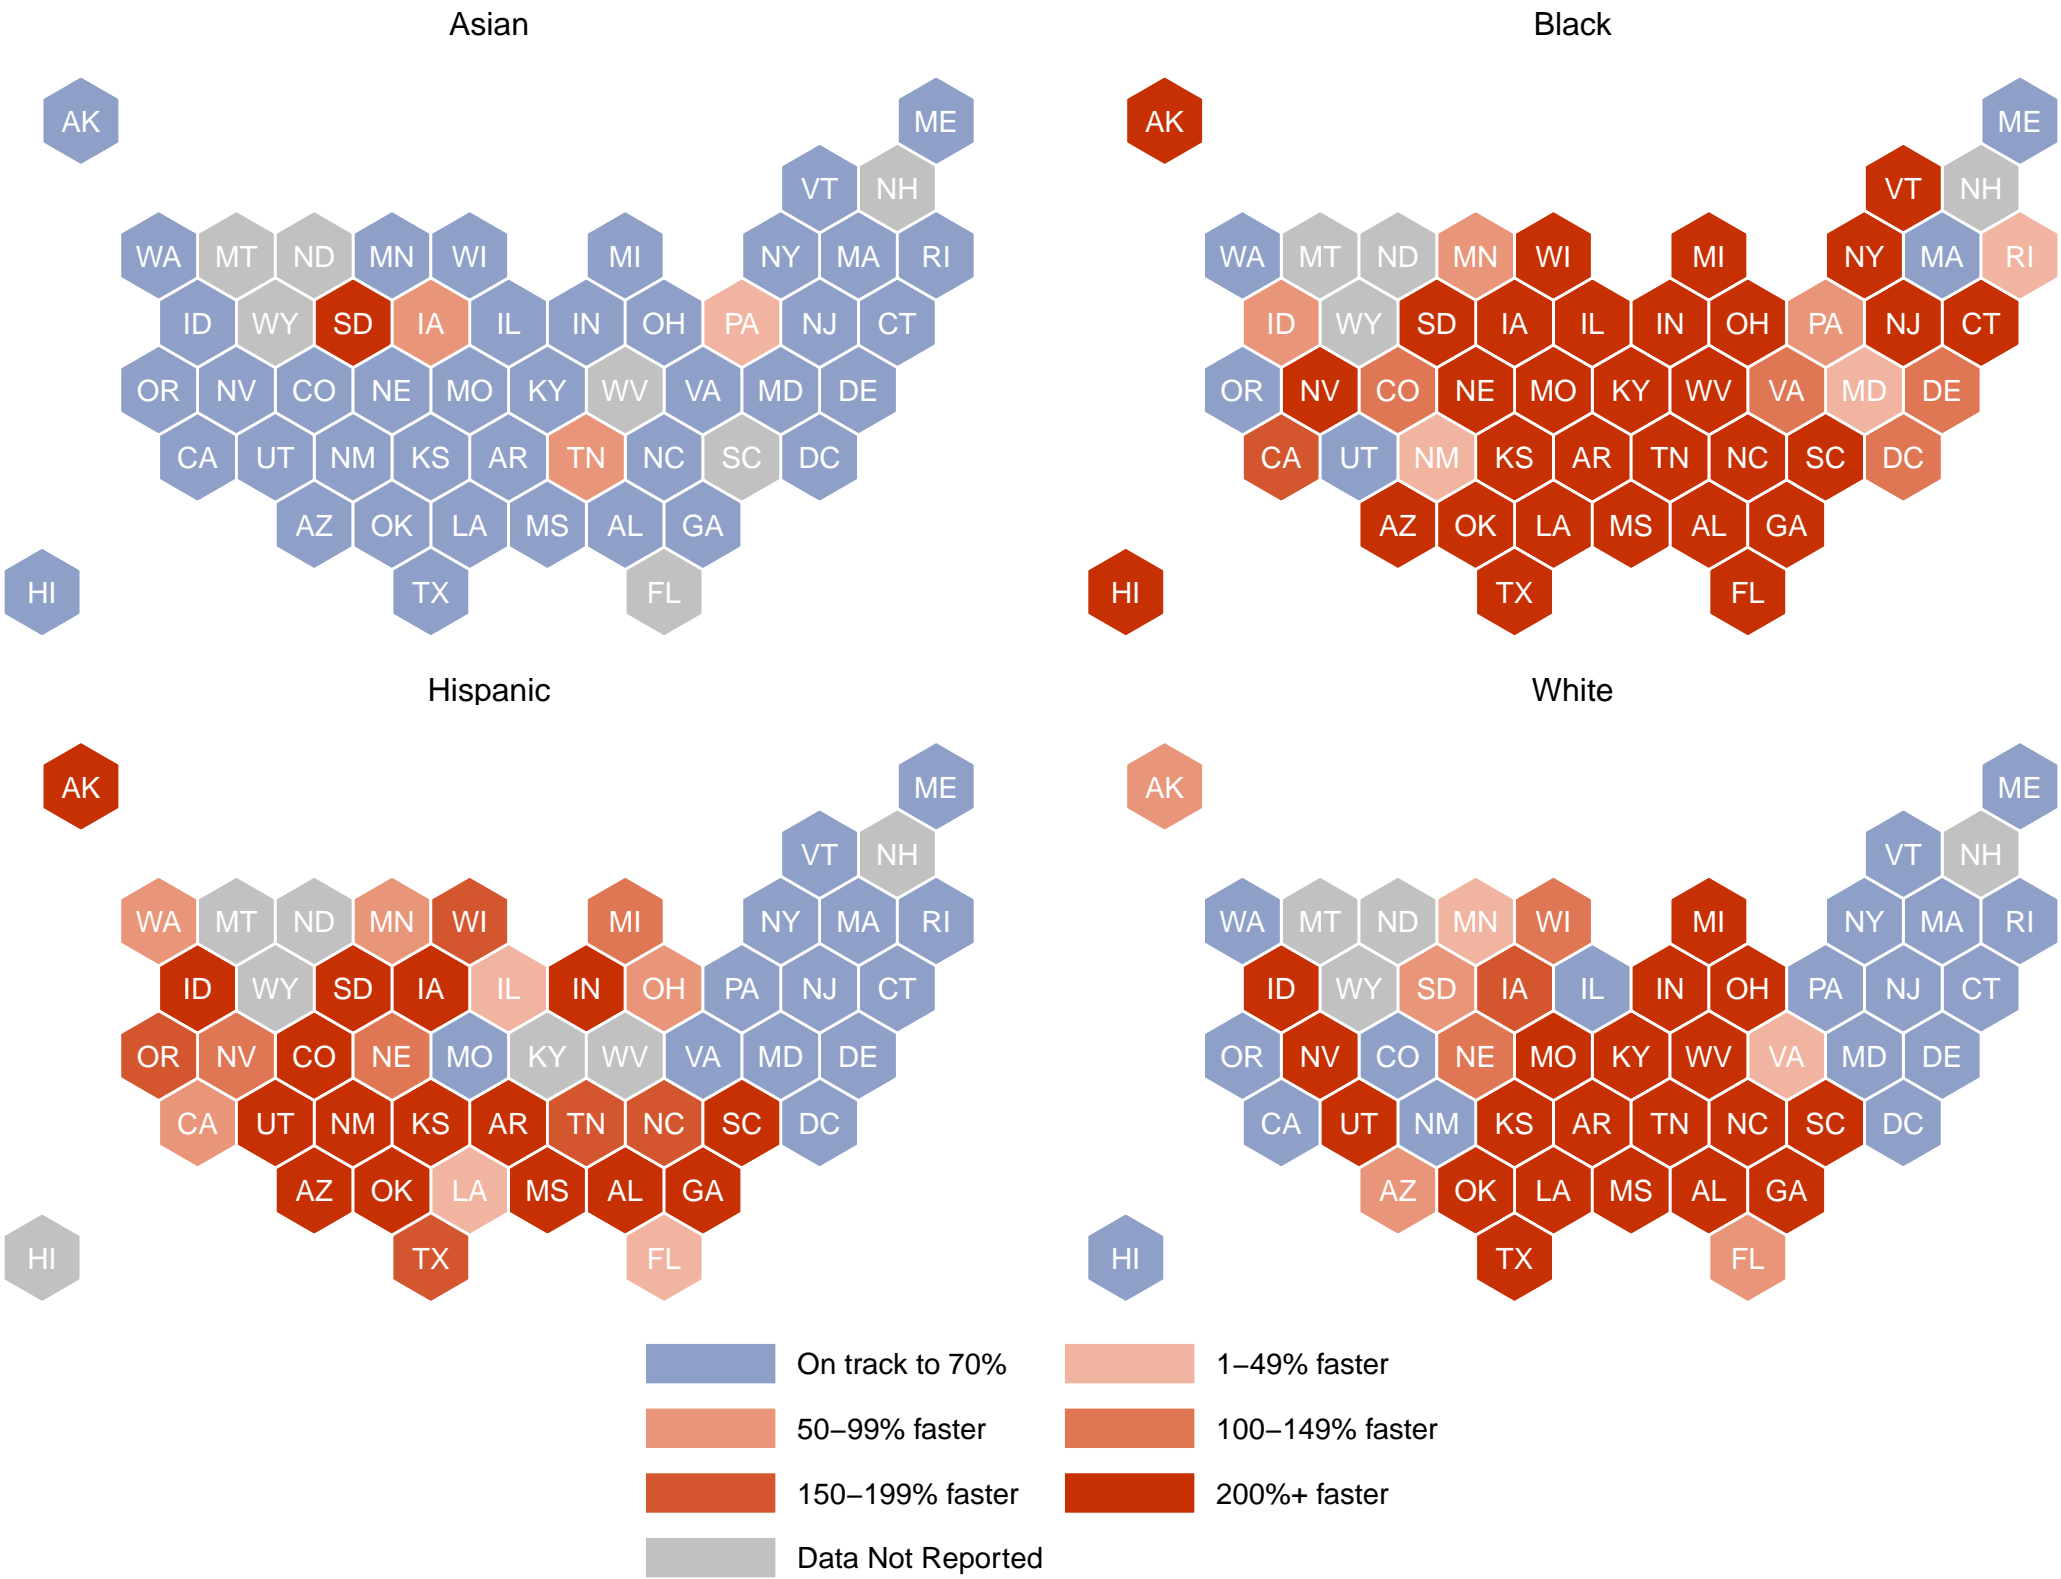 Asian
Black
AK
ME
VT NH
WA MT ND MN WI MI NY MA RI
ID WY SD IA IL IN OH PA NJ CT
OR NV CO NE MO KY WV VA MD DE
CA UT NM KS AR TN NC SC DC
AZ OK LA MS AL GA
HI TX FL
AK
ME
VT NH
WA MT ND MN WI MI NY MA RI
ID WY SD IA IL IN OH PA NJ CT
OR NV CO NE MO KY WV VA MD DE
CA UT NM KS AR TN NC SC DC
AZ OK LA MS AL GA
HI TX FL
Hispanic
White
AK
ME
VT NH
WA MT ND MN WI MI NY MA RI
ID WY SD IA IL IN OH PA NJ CT
OR NV CO NE MO KY WV VA MD DE
CA UT NM KS AR TN NC SC DC
AZ OK LA MS AL GA
HI TX FL
AK
ME
VT NH
WA MT ND MN WI MI NY MA RI
ID WY SD IA IL IN OH PA NJ CT
OR NV CO NE MO KY WV VA MD DE
CA UT NM KS AR TN NC SC DC
AZ OK LA MS AL GA
HI TX FL
On track to 70%
1–49% faster
50–99% faster
100–149% faster
150–199% faster
200%+ faster
Data Not Reported